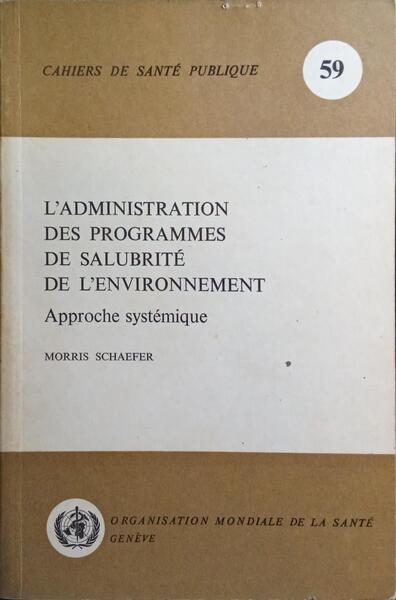 CAHIERS DE SANTÉ PUBLIQUE
59
L'ADMINISTRATION
DES PROGRAMMES
DE SALUBRITÉ
DE L'ENVIRONNEMENT
Approche systémique
MORRIS SCHAEFER
ORGANISATION MONDIALE DE LA SANTÉ
GENÈVE